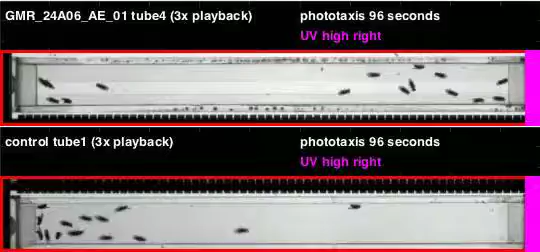 GMR_24A06_AE_01 tube4 (3x playback)
phototaxis 96 seconds
UV high right
control tube1 (3x playback)
phototaxis 96 seconds
UV high right